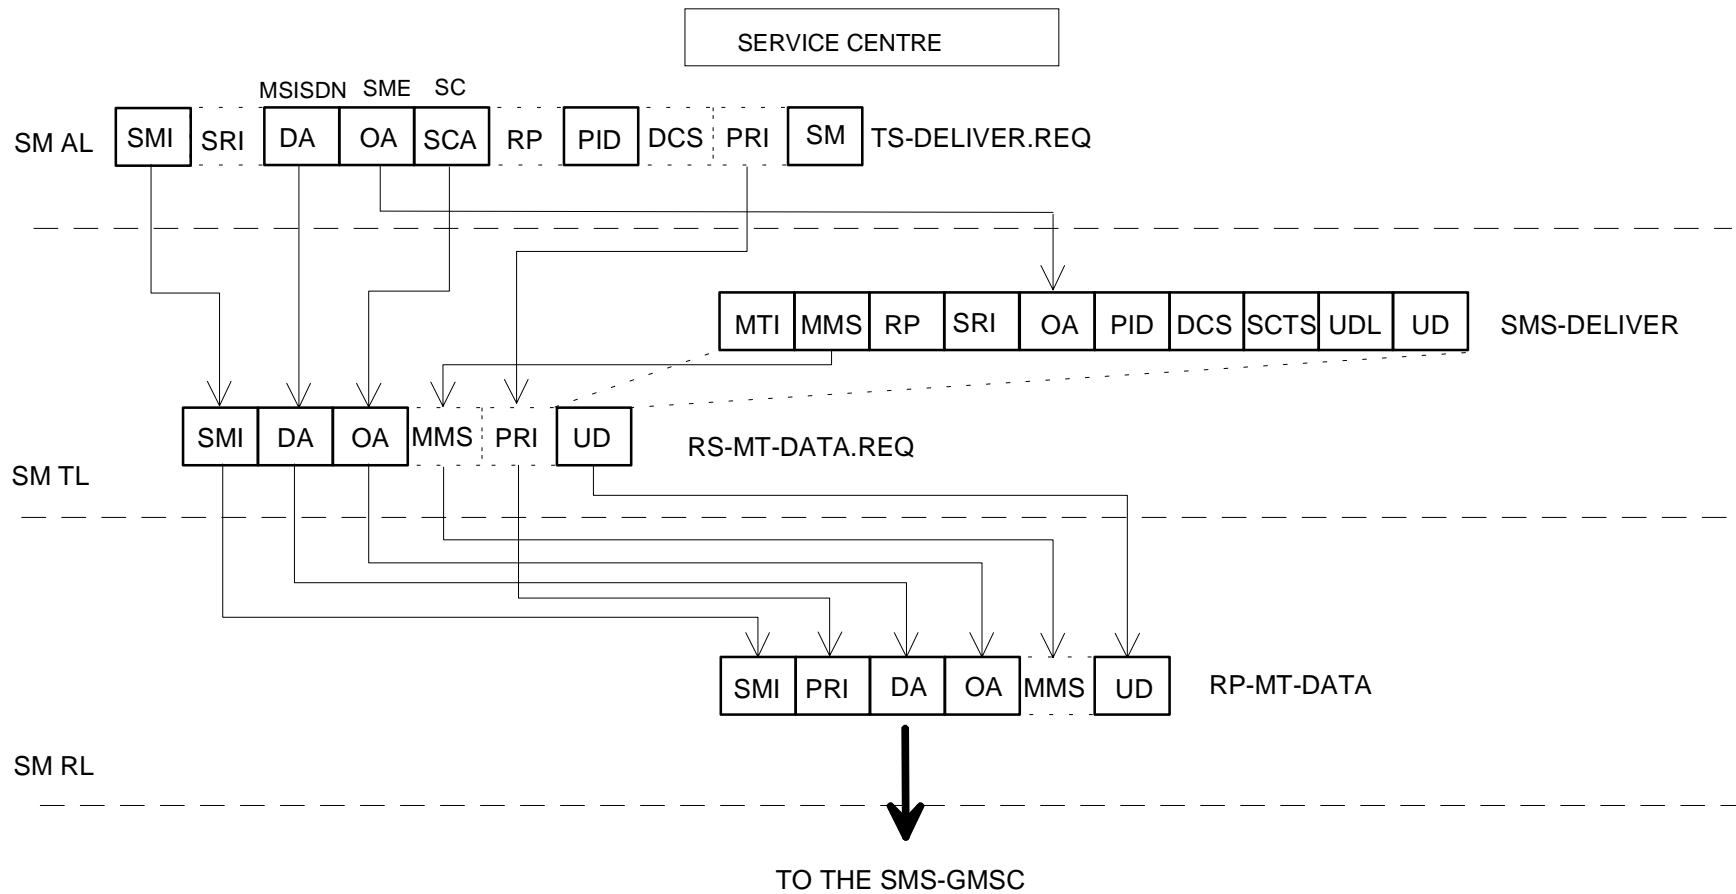 SERVICE CENTRE
MSISDN SME SC
SM AL SMI SRI DA OA SCA RP PID DCS PRI SM TS-DELIVER.REQ
MTI MMS RP SRI OA PID DCS SCTS UDL UD SMS-DELIVER
SMI DA OA MMS PRI UD RS-MT-DATA.REQ
SM TL
SMI PRI DA OA MMS UD RP-MT-DATA
SM RL
TO THE SMS-GMSC